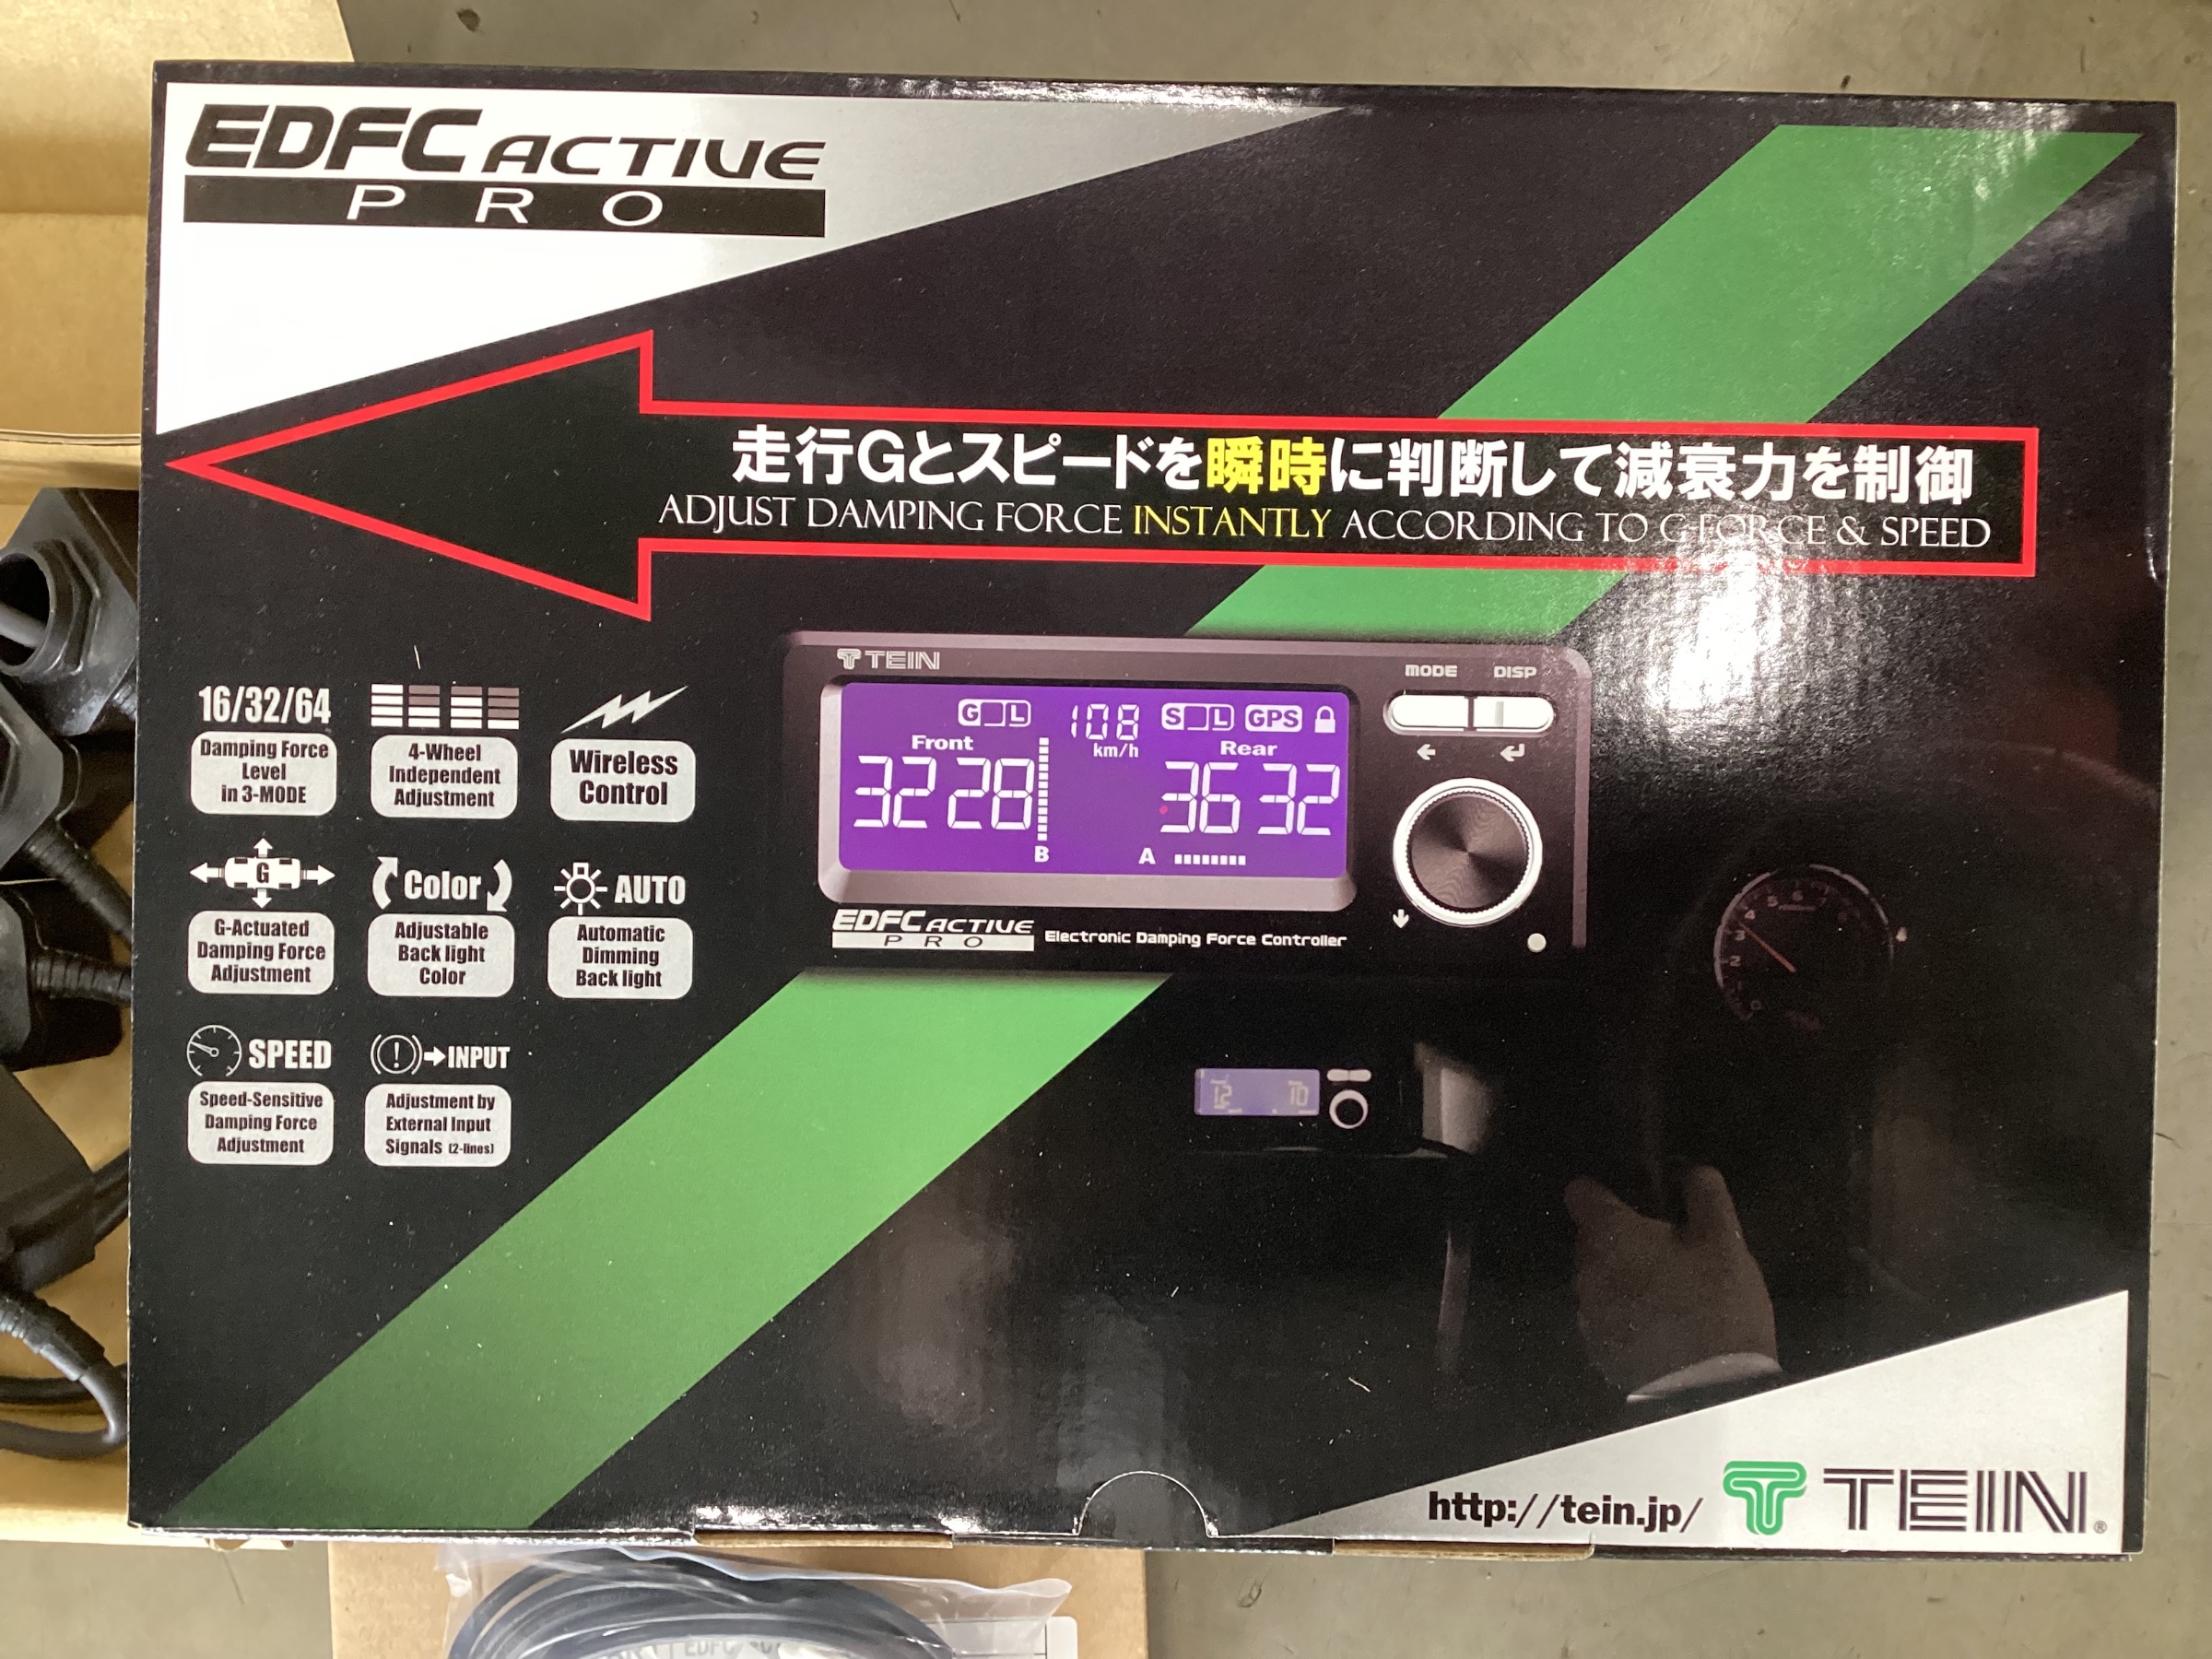 EDFC ACTIVE
PRO
走行Gとスピードを瞬時に判断して減衰力を制御
ADJUST DAMPING FORCE INSTANTLY ACCORDING TO G-FORCE & SPEED
16/32/64
Damping Force
Level
in 3-MODE
4-Wheel
Independent
Adjustment
Wireless
Control
G
G-Actuated
Damping Force
Adjustment
Color
Adjustable
Back light
Color
AUTO
Automatic
Dimming
Back light
SPEED
Speed-Sensitive
Damping Force
Adjustment
INPUT
Adjustment by
External Input
Signals (2-lines)
TEIN
MODE DISP
G L 108 S L GPS
km/h
Front Rear
32 28 36 32
B A
EDFC ACTIVE
PRO Electronic Damping Force Controller
12 10
http://tein.jp/ TEIN®